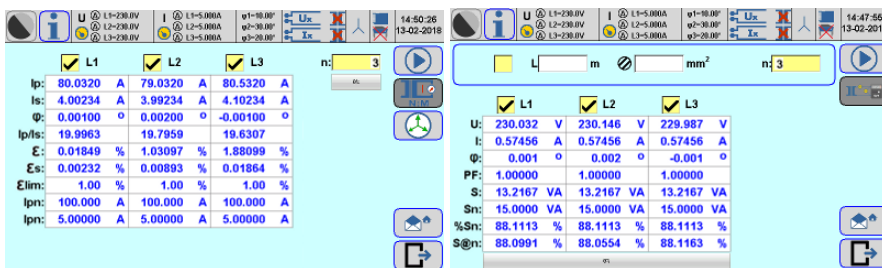 U L1=230.0V I L1=5.000A φ1=10.00° Ux 14:50:26
L2=230.0V L2=5.000A φ2=30.00° 13-02-2018
L3=230.0V L3=5.000A φ3=20.00° Ix
L1 L2 L3 n: 3
Ip: 80.0320 A 79.0320 A 80.5320 A
Is: 4.00234 A 3.99234 A 4.10234 A
φ: 0.00100 o 0.00200 o -0.00100 o
Ip/Is: 19.9963 19.7959 19.6307
ε: 0.01849 % 1.03097 % 1.88099 %
εs: 0.00232 % 0.00893 % 0.01864 %
εlim: 1.00 % 1.00 % 1.00 %
Ipn: 100.000 A 100.000 A 100.000 A
Ipn: 5.00000 A 5.00000 A 5.00000 A
N:M
U L1=230.0V I L1=5.000A φ1=10.00° Ux 14:47:55
L2=230.0V L2=5.000A φ2=30.00° 13-02-201
L3=230.0V L3=5.000A φ3=20.00° Ix
L m mm² n: 3
L1 L2 L3
U: 230.032 V 230.146 V 229.987 V
I: 0.57456 A 0.57456 A 0.57456 A
φ: 0.001 o 0.002 o -0.001 o
PF: 1.00000 1.00000 1.00000
S: 13.2167 VA 13.2167 VA 13.2167 VA
Sn: 15.0000 VA 15.0000 VA 15.0000 VA
%Sn: 88.1113 % 88.1113 % 88.1113 %
S@n: 88.0991 % 88.0554 % 88.1163 %